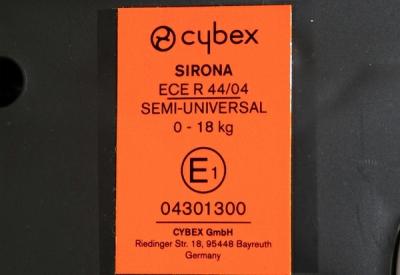 cybex
SIRONA
ECE R 44/04
SEMI-UNIVERSAL
0 - 18 kg
E1
04301300
CYBEX GmbH
Riedinger Str. 18, 95448 Bayreuth
Germany